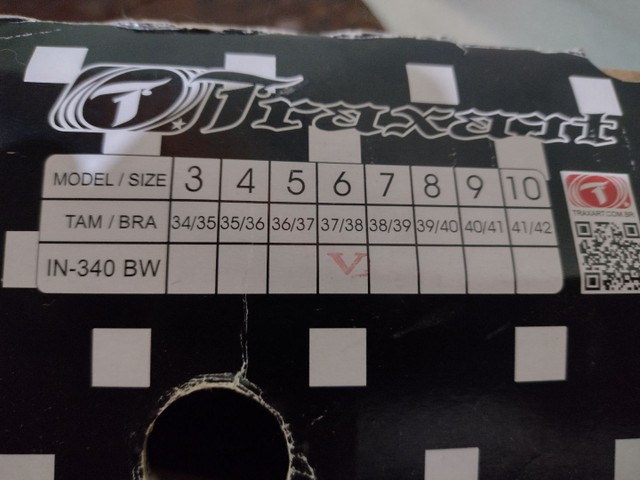 Traxart
MODEL / SIZE 3 4 5 6 7 8 9 10
TAM / BRA 34/35 35/36 36/37 37/38 38/39 39/40 40/41 41/42
IN-340 BW V
TRAXART.COM.BR